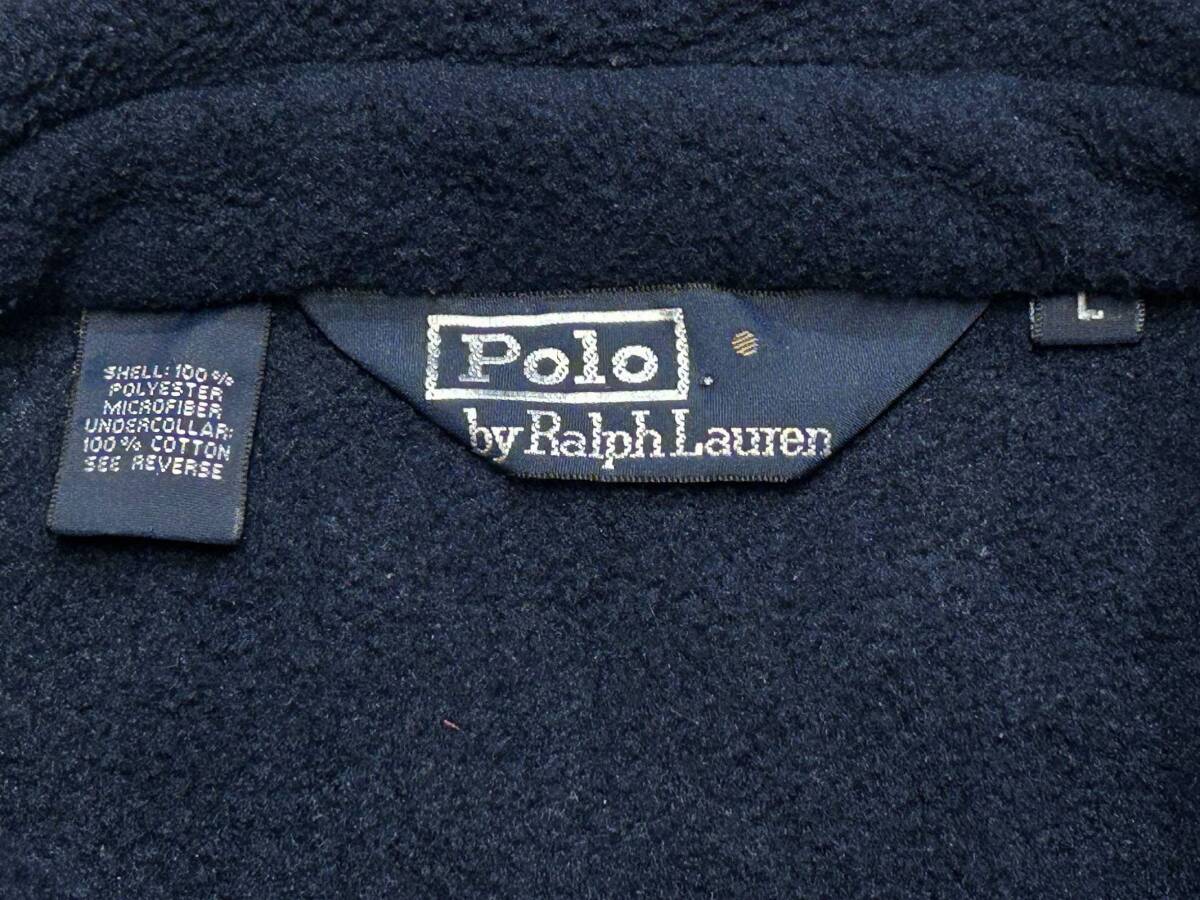 SHELL: 100%
POLYESTER
MICROFIBER
UNDERCOLLAR:
100% COTTON
SEE REVERSE
Polo
by Ralph Lauren
L